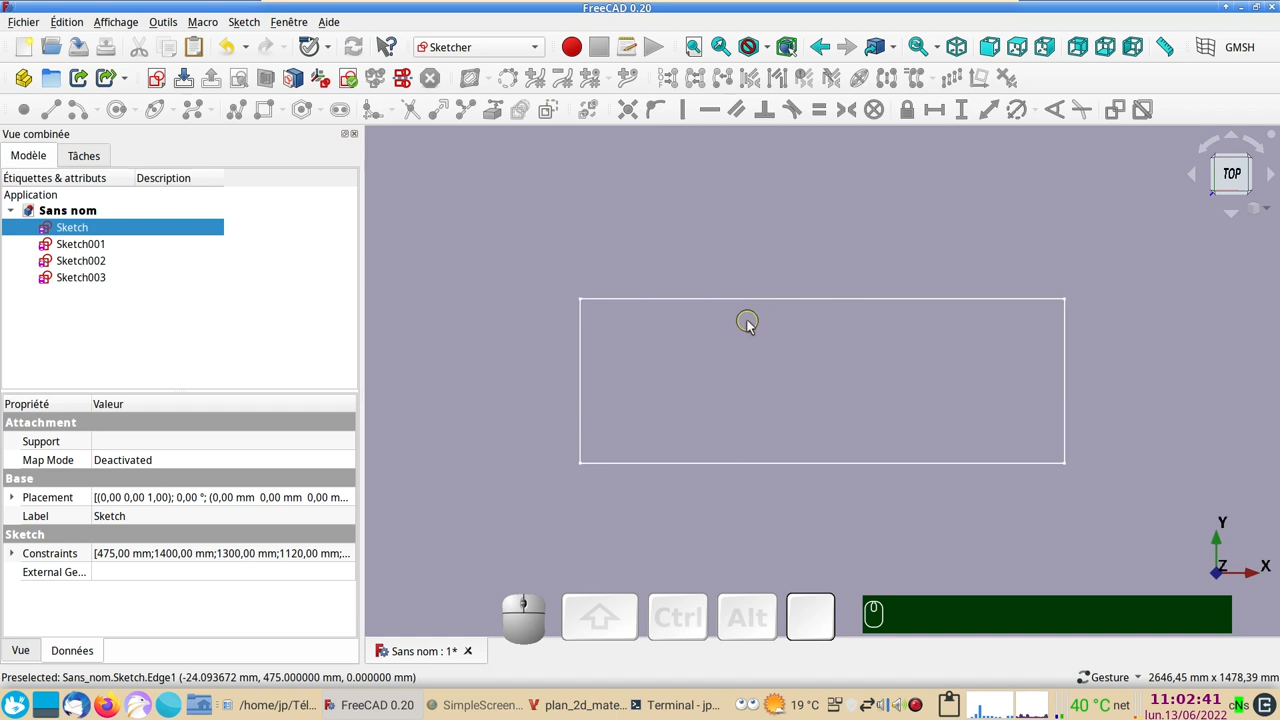 FreeCAD 0.20
Fichier Édition Affichage Outils Macro Sketch Fenêtre Aide
Sketcher
GMSH
Vue combinée
Modèle Tâches
Étiquettes & attributs Description
Application
Sans nom
Sketch
Sketch001
Sketch002
Sketch003
TOP
Propriété Valeur
Attachment
Support
Map Mode Deactivated
Base
Placement [(0,00 0,00 1,00); 0,00 °; (0,00 mm 0,00 mm 0,00 m...
Label Sketch
Sketch
Constraints [475,00 mm;1400,00 mm;1300,00 mm;1120,00 mm;...
External Ge...
Y
Z X
Ctrl Alt
Vue Données
Sans nom : 1*
Preselected: Sans_nom.Sketch.Edge1 (-24.093672 mm, 475.000000 mm, 0.000000 mm)
Gesture 2646,45 mm x 1478,39 mm
/home/jp/Tél... FreeCAD 0.20 SimpleScreen... plan_2d_mate... Terminal - jp... 19 °C 40 °C net 11:02:41 cNs
lun.13/06/2022